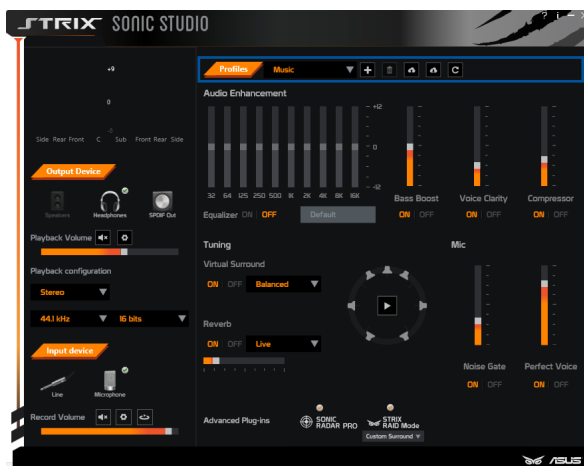 STRIX SONIC STUDIO
? i – X
+9
0
Side Rear Front C Sub Front Rear Side
Output Device
Speakers Headphones SPDIF Out
Playback Volume
Playback configuration
Stereo
44.1 kHz 16 bits
Input device
Line Microphone
Record Volume
Profiles Music
Audio Enhancement
+12
0
-12
32 64 125 250 500 1K 2K 4K 8K 16K
Equalizer ON OFF Default
Bass Boost Voice Clarity Compressor
ON OFF ON OFF ON OFF
Tuning
Virtual Surround
ON OFF Balanced
Reverb
ON OFF Live
Mic
Noise Gate Perfect Voice
ON OFF ON OFF
Advanced Plug-ins
SONIC
RADAR PRO
STRIX
RAID Mode
Custom Surround
ASUS